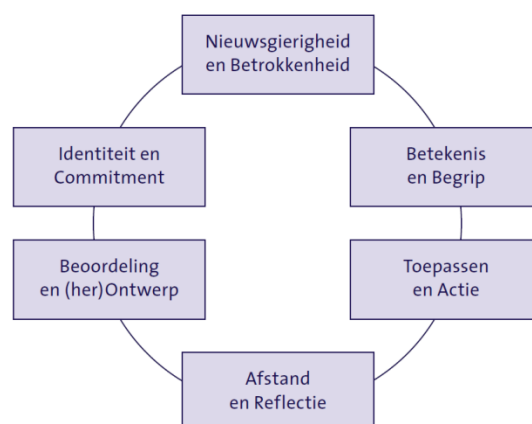 Nieuwsgierigheid
en Betrokkenheid
Betekenis
en Begrip
Toepassen
en Actie
Afstand
en Reflectie
Beoordeling
en (her)Ontwerp
Identiteit en
Commitment